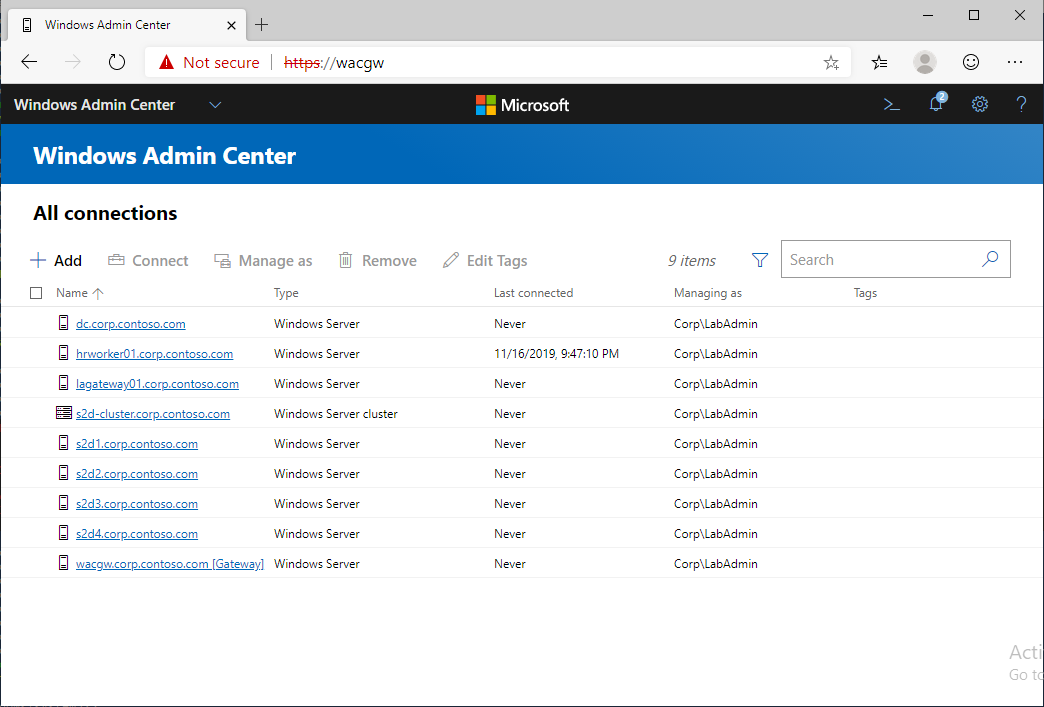 Windows Admin Center
Not secure https://wacgw
Windows Admin Center Microsoft 2
Windows Admin Center
All connections
Add Connect Manage as Remove Edit Tags 9 items Search
Name Type Last connected Managing as Tags
dc.corp.contoso.com Windows Server Never Corp\LabAdmin
hrworker01.corp.contoso.com Windows Server 11/16/2019, 9:47:10 PM Corp\LabAdmin
lagateway01.corp.contoso.com Windows Server Never Corp\LabAdmin
s2d-cluster.corp.contoso.com Windows Server cluster Never Corp\LabAdmin
s2d1.corp.contoso.com Windows Server Never Corp\LabAdmin
s2d2.corp.contoso.com Windows Server Never Corp\LabAdmin
s2d3.corp.contoso.com Windows Server Never Corp\LabAdmin
s2d4.corp.contoso.com Windows Server Never Corp\LabAdmin
wacgw.corp.contoso.com [Gateway] Windows Server Never Corp\LabAdmin
Acti
Go to